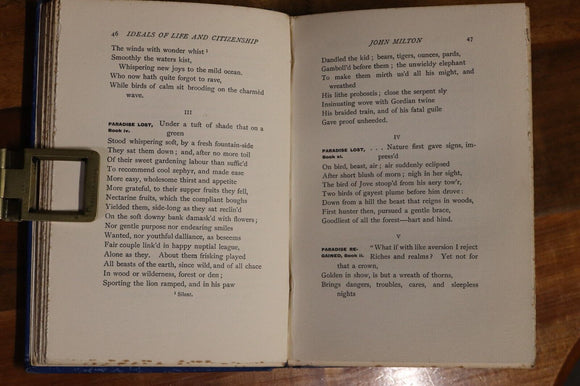 46 IDEALS OF LIFE AND CITIZENSHIP
The winds with wonder whist¹
Smoothly the waters kist,
Whispering new joys to the mild ocean.
Who now hath quite forgot to rave,
While birds of calm sit brooding on the charmèd
wave.
III
PARADISE LOST, Under a tuft of shade that on a
Book iv. green
Stood whispering soft, by a fresh fountain-side
They sat them down; and, after no more toil
Of their sweet gardening labour than suffic'd
To recommend cool zephyr, and made ease
More easy, wholesome thirst and appetite
More grateful, to their supper fruits they fell,
Nectarine fruits, which the compliant boughs
Yielded them, side-long as they sat reclin'd
On the soft downy bank damask'd with flowers;
Nor gentle purpose nor endearing smiles
Wanted, nor youthful dalliance, as beseems
Fair couple link'd in happy nuptial league,
Alone as they. About them frisking played
All beasts of the earth, since wild, and of all chace
In wood or wilderness, forest or den;
Sporting the lion ramped, and in his paw
¹ Silent.
JOHN MILTON 47
Dandled the kid; bears, tigers, ounces, pards,
Gamboll'd before them; the unwieldy elephant
To make them mirth us'd all his might, and
wreathed
His lithe proboscis; close the serpent sly
Insinuating wove with Gordian twine
His braided train, and of his fatal guile
Gave proof unheeded.
IV
PARADISE LOST, . . . Nature first gave signs, im-
Book xi. press'd
On bird, beast, air; air suddenly eclipsed
After short blush of morn; nigh in her sight
The bird of Jove stoop'd from his aery tow'r,
Two birds of gayest plume before him drove:
Down from a hill the beast that reigns in woods,
First hunter then, pursued a gentle brace,
Goodliest of all the forest—hart and hind.
V
PARADISE RE- "What if with like aversion I reject
GAINED, Book ii. Riches and realms? Yet not for
that a crown,
Golden in show, is but a wreath of thorns,
Brings dangers, troubles, cares, and sleepless
nights